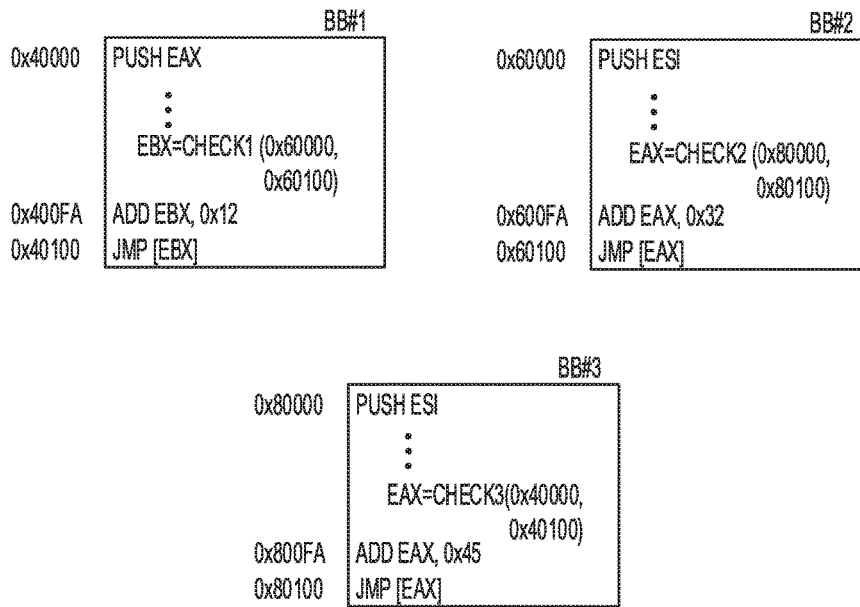 BB#1
0x40000 PUSH EAX
EBX=CHECK1 (0x60000,
0x60100)
0x400FA ADD EBX, 0x12
0x40100 JMP [EBX]
BB#2
0x60000 PUSH ESI
EAX=CHECK2 (0x80000,
0x80100)
0x600FA ADD EAX, 0x32
0x60100 JMP [EAX]
BB#3
0x80000 PUSH ESI
EAX=CHECK3(0x40000,
0x40100)
0x800FA ADD EAX, 0x45
0x80100 JMP [EAX]